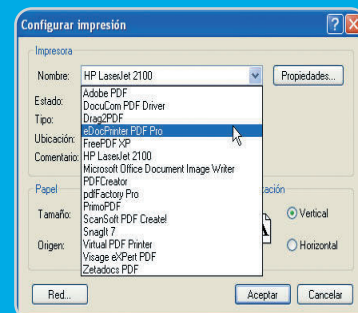 Configurar impresión
Impresora
Nombre: HP LaserJet 2100 Propiedades...
Estado:
Tipo:
Ubicación:
Comentario:
Adobe PDF
DocuCom PDF Driver
Drag2PDF
eDocPrinter PDF Pro
FreePDF XP
HP LaserJet 2100
Microsoft Office Document Image Writer
PDFCreator
pdfFactory Pro
PrimoPDF
ScanSoft PDF Create!
SnagIt 7
Virtual PDF Printer
Visage eXPert PDF
Zetadocs PDF
Papel
Tamaño:
Origen:
tación
Vertical
Horizontal
Red... Aceptar Cancelar